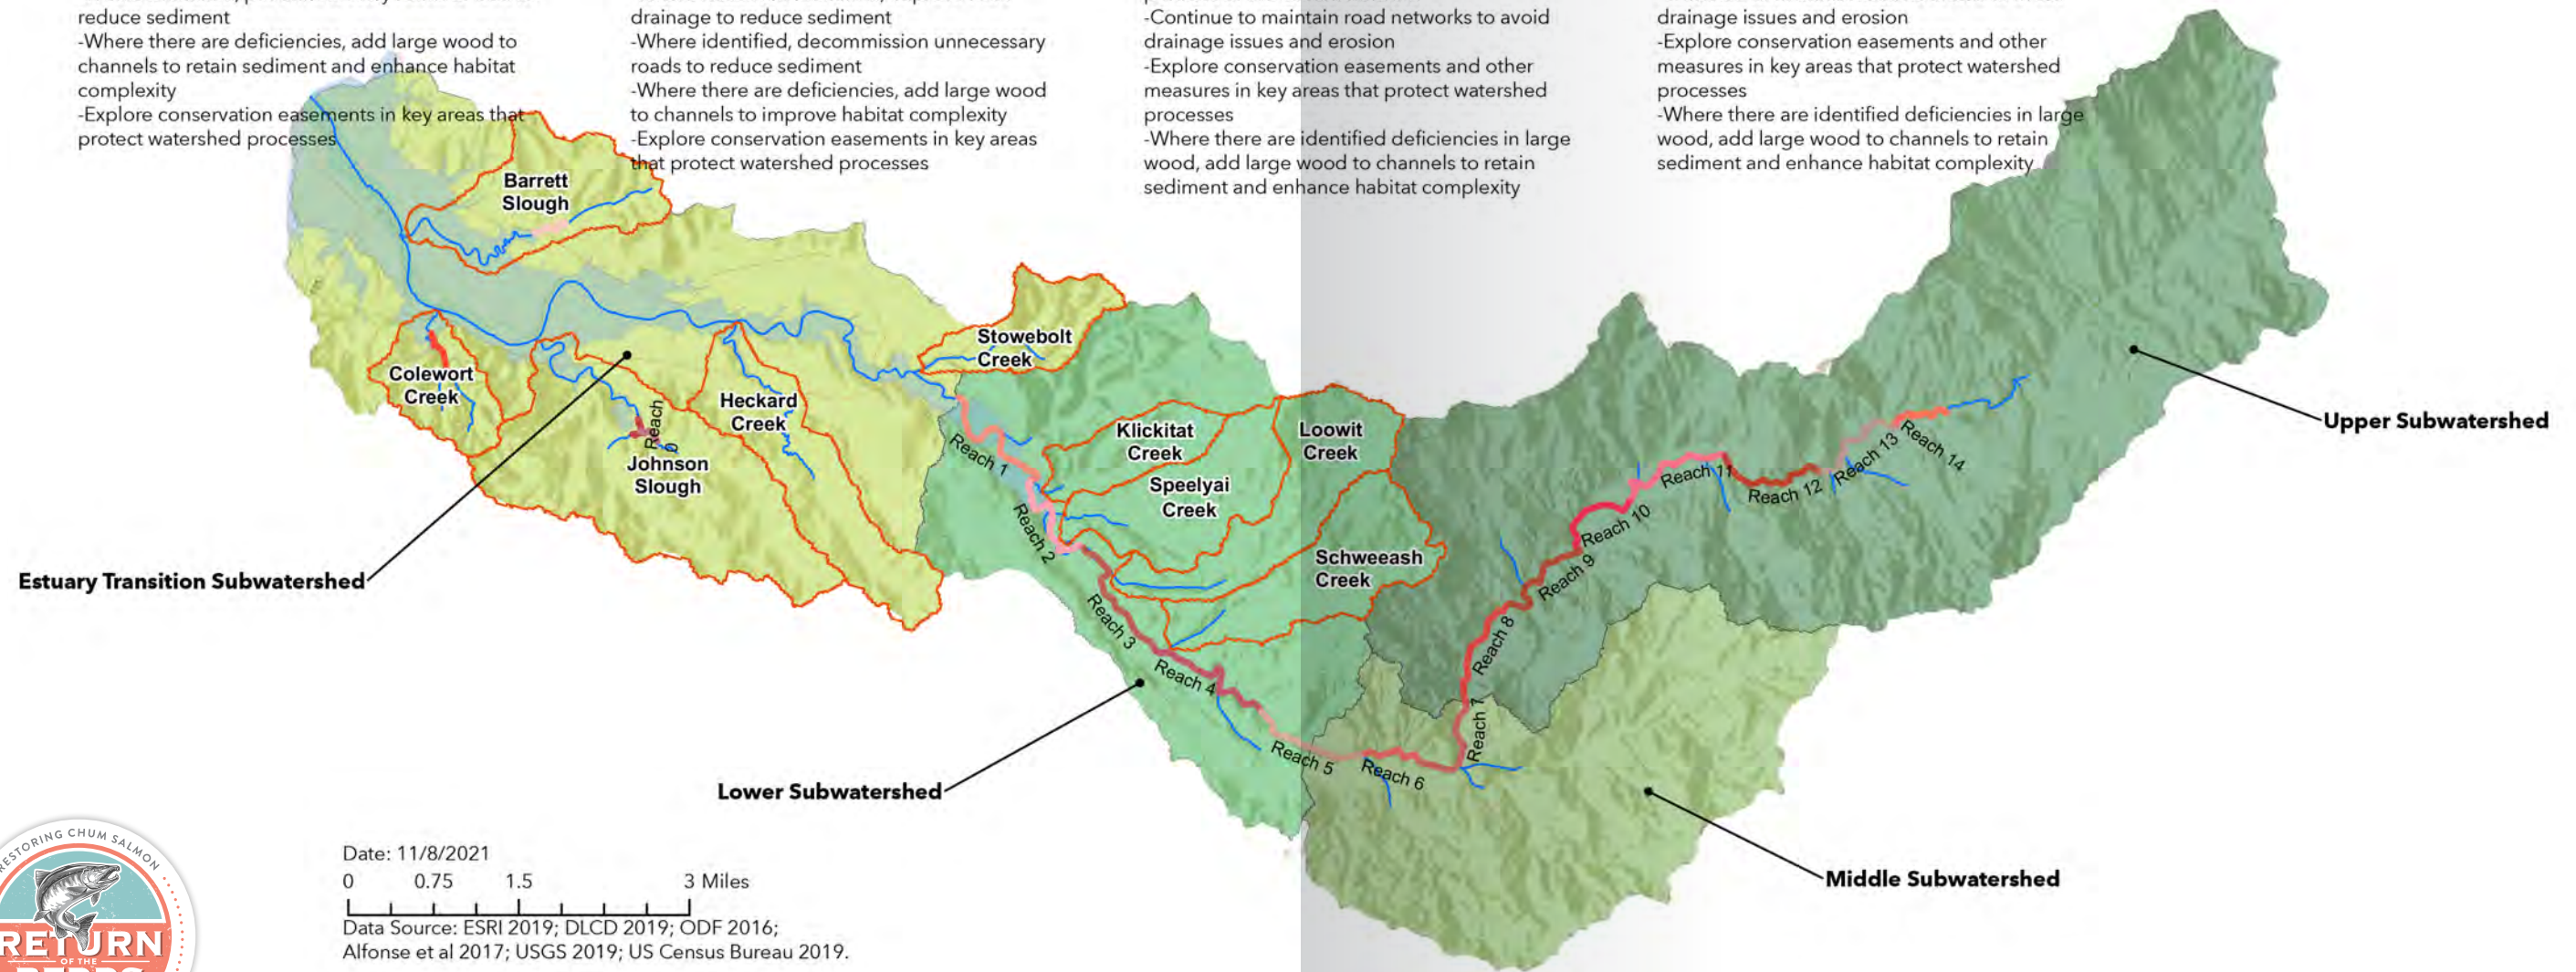 reduce sediment
-Where there are deficiencies, add large wood to
channels to retain sediment and enhance habitat
complexity
-Explore conservation easements in key areas that
protect watershed processes
drainage to reduce sediment
-Where identified, decommission unnecessary
roads to reduce sediment
-Where there are deficiencies, add large wood
to channels to improve habitat complexity
-Explore conservation easements in key areas
that protect watershed processes
-Continue to maintain road networks to avoid
drainage issues and erosion
-Explore conservation easements and other
measures in key areas that protect watershed
processes
-Where there are identified deficiencies in large
wood, add large wood to channels to retain
sediment and enhance habitat complexity
drainage issues and erosion
-Explore conservation easements and other
measures in key areas that protect watershed
processes
-Where there are identified deficiencies in large
wood, add large wood to channels to retain
sediment and enhance habitat complexity
Barrett
Slough
Stowebolt
Creek
Colewort
Creek
Heckard
Creek
Reach
0
Johnson
Slough
Klickitat
Creek
Loowit
Creek
Speelyai
Creek
Schweeash
Creek
Reach 1
Reach 2
Reach 3
Reach 4
Reach 5
Reach 6
Reach 7
Reach 8
Reach 9
Reach 10
Reach 11
Reach 12
Reach 13
Reach 14
Upper Subwatershed
Estuary Transition Subwatershed
Lower Subwatershed
Middle Subwatershed
Date: 11/8/2021
0 0.75 1.5 3 Miles
Data Source: ESRI 2019; DLCD 2019; ODF 2016;
Alfonse et al 2017; USGS 2019; US Census Bureau 2019.
RESTORING CHUM SALMON
RETURN
OF THE